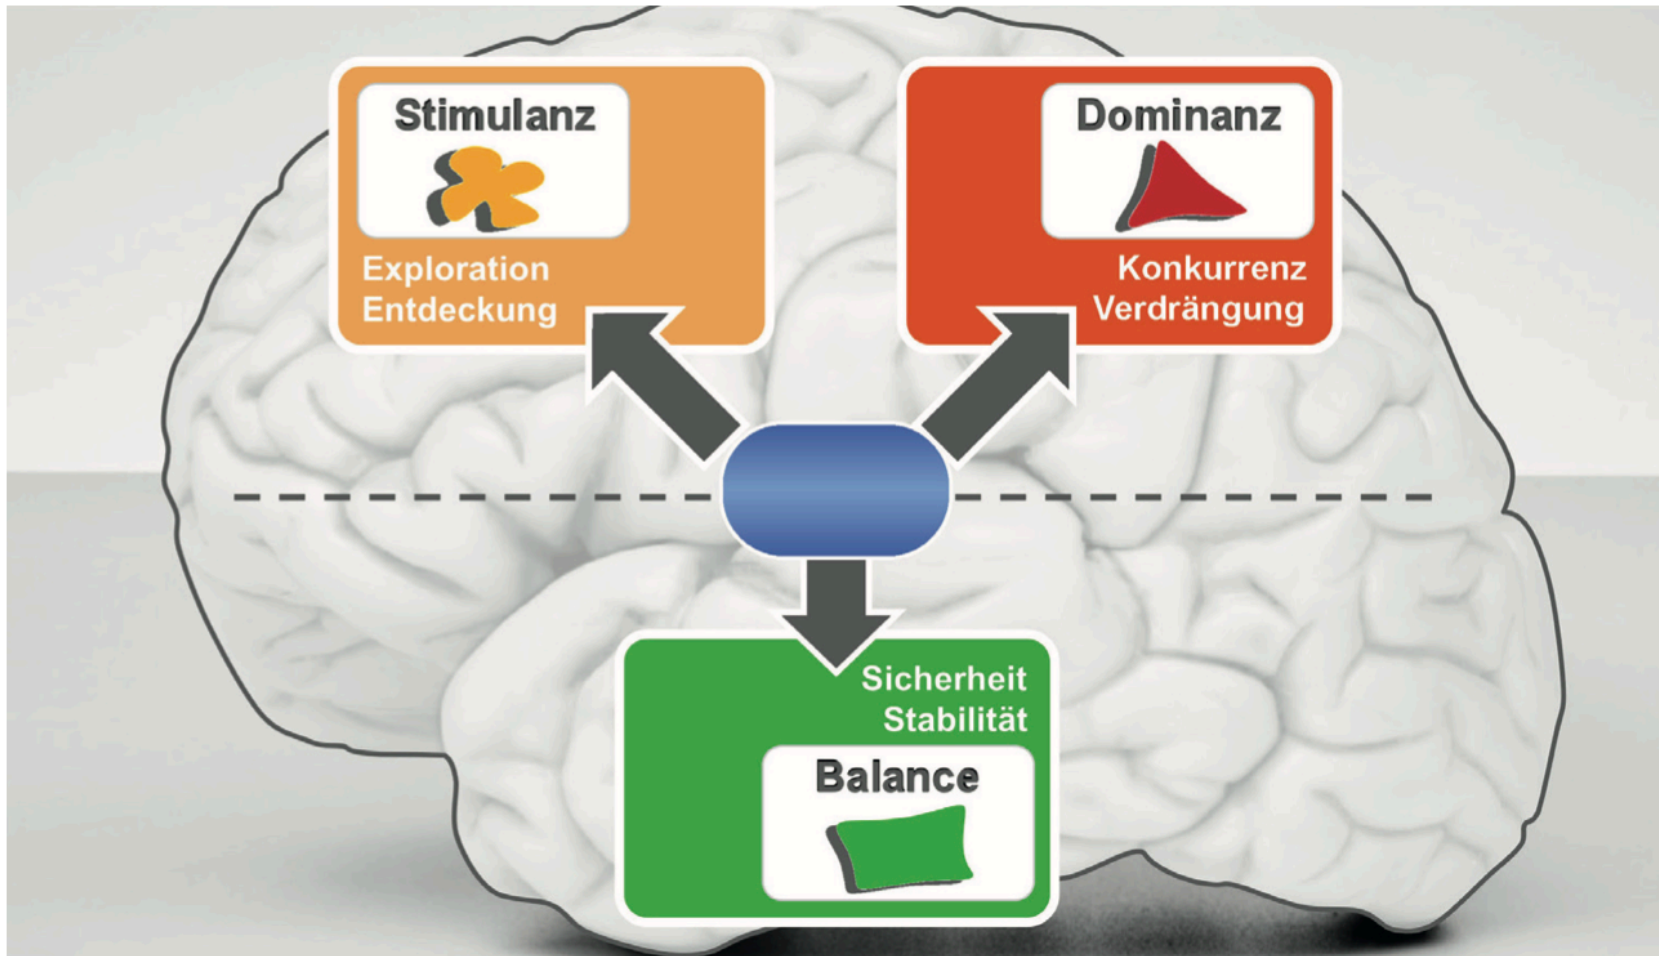 Stimulanz
Exploration
Entdeckung
Dominanz
Konkurrenz
Verdrängung
Sicherheit
Stabilität
Balance